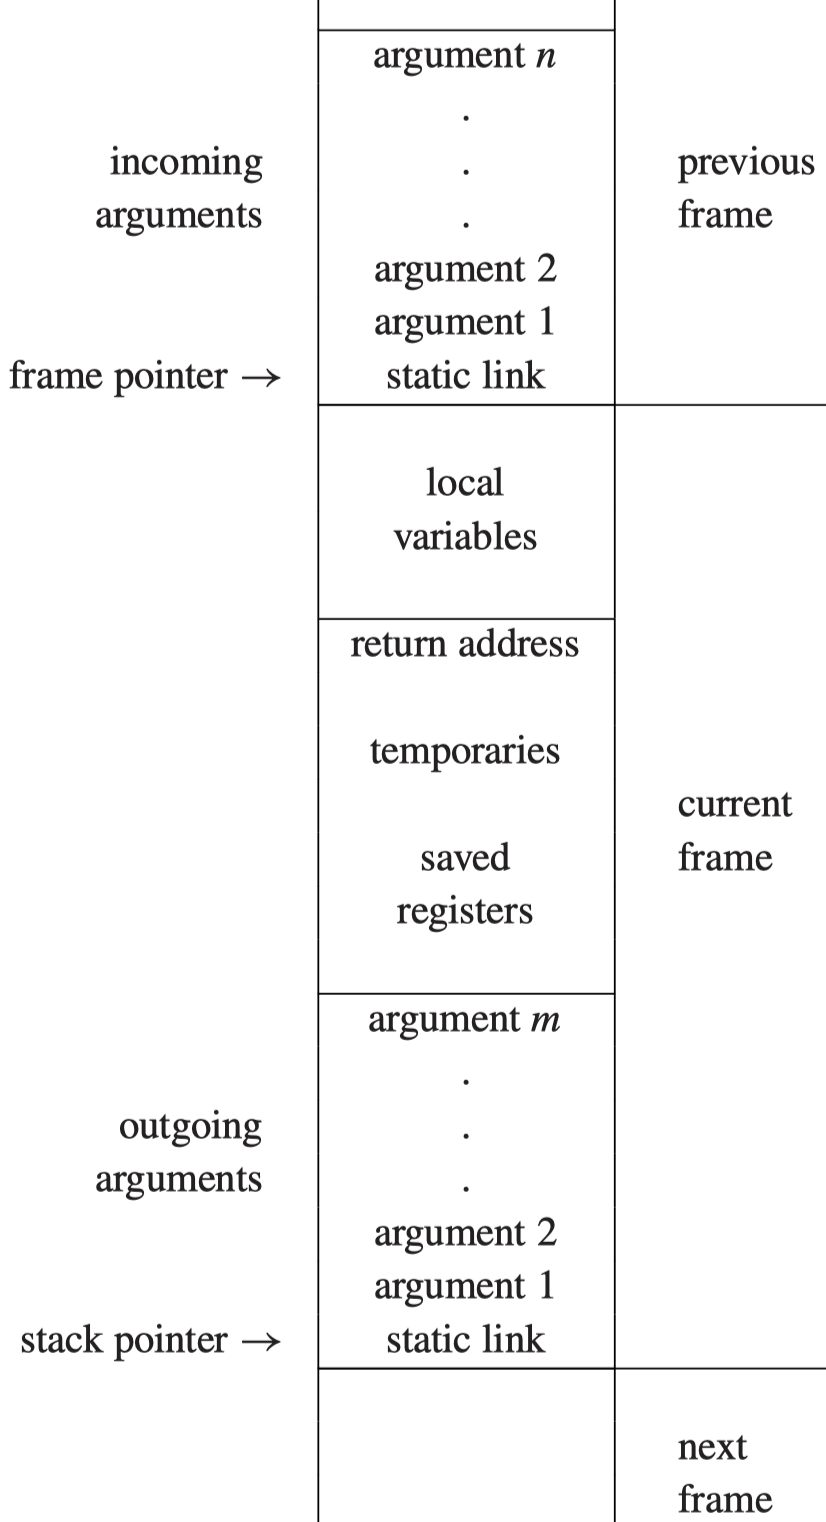 argument n
.
incoming . previous
arguments . frame
argument 2
argument 1
frame pointer → static link
local
variables
return address
temporaries
current
saved frame
registers
argument m
.
outgoing .
arguments .
argument 2
argument 1
stack pointer → static link
next
frame